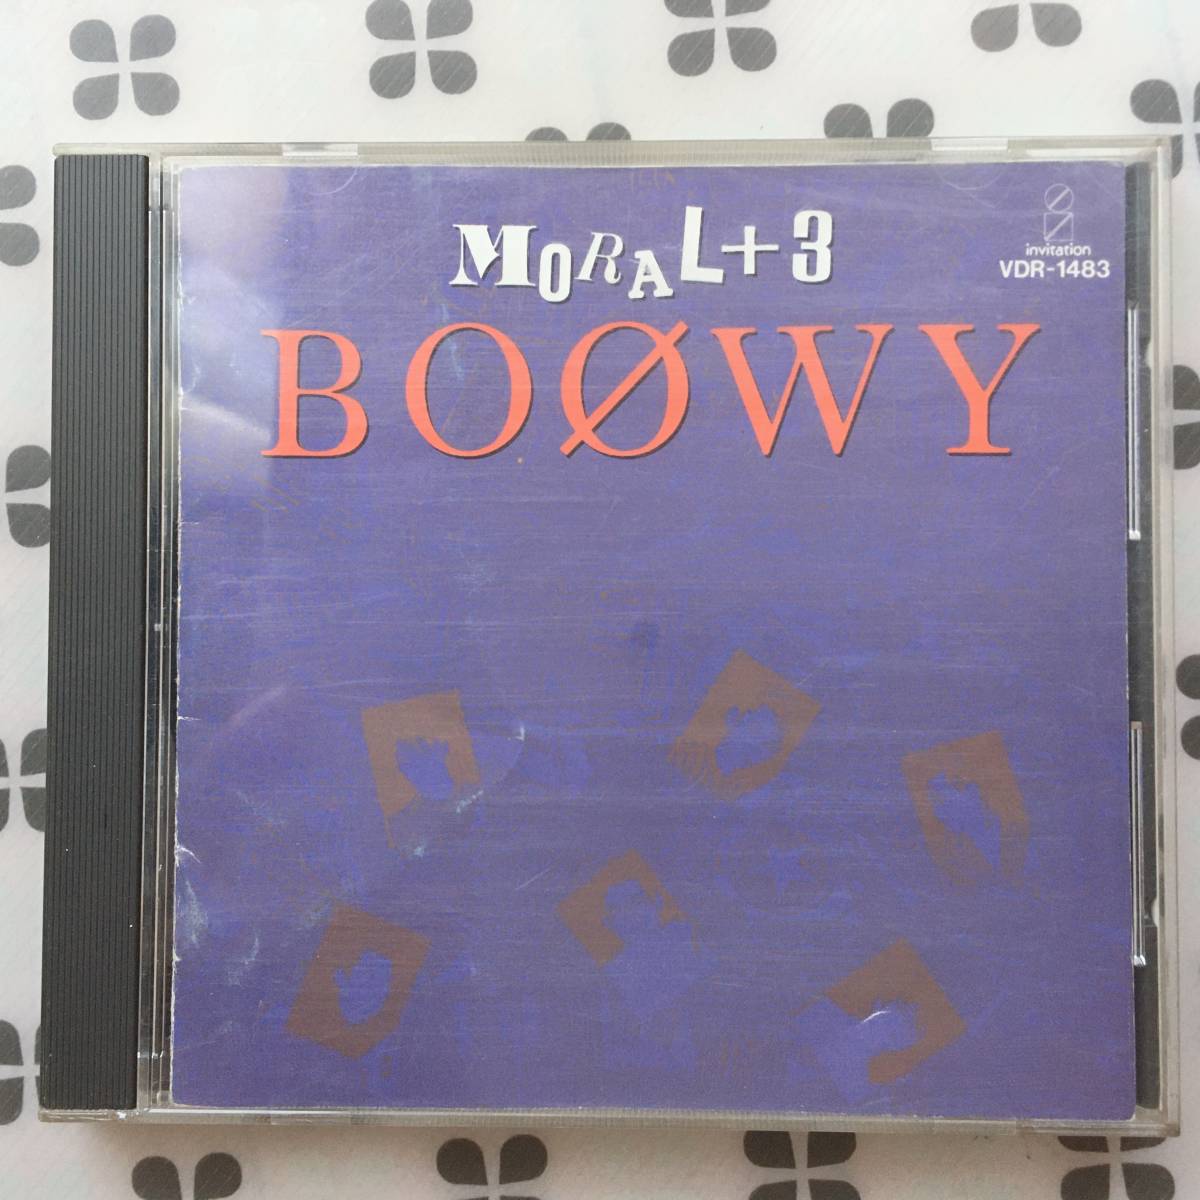 MORAL+3
BOØWY
invitation
VDR-1483